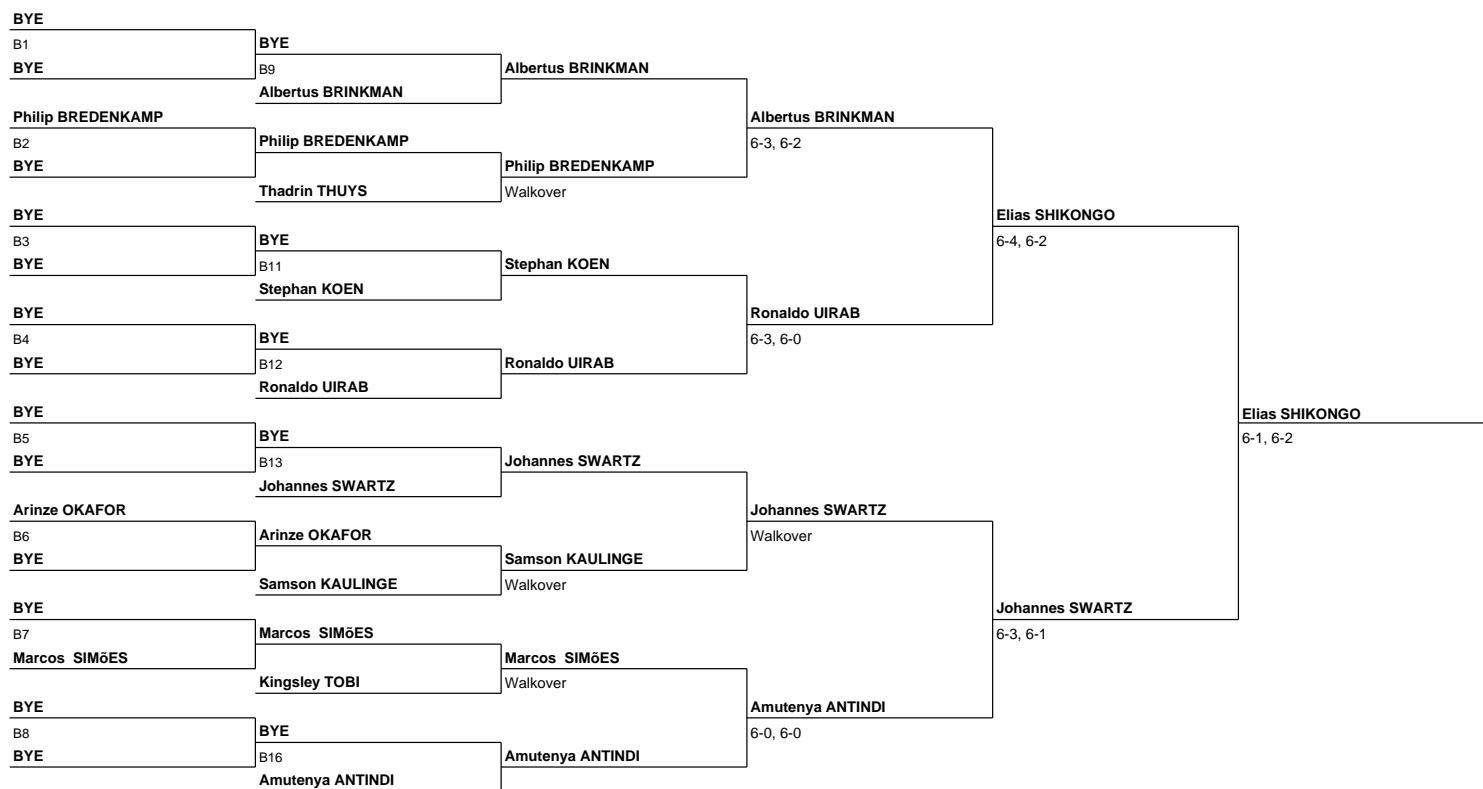 BYE
B1
BYE
Philip BREDENKAMP
B2
BYE
BYE
B3
BYE
BYE
B4
BYE
BYE
B5
BYE
Arinze OKAFOR
B6
BYE
BYE
B7
Marcos  SIMõES
BYE
B8
BYE
BYE
B9
Albertus BRINKMAN
Philip BREDENKAMP
Thadrin THUYS
BYE
B11
Stephan KOEN
BYE
B12
Ronaldo UIRAB
BYE
B13
Johannes SWARTZ
Arinze OKAFOR
Samson KAULINGE
Marcos  SIMõES
Kingsley TOBI
BYE
B16
Amutenya ANTINDI
Albertus BRINKMAN
Philip BREDENKAMP
Walkover
Stephan KOEN
Ronaldo UIRAB
Johannes SWARTZ
Samson KAULINGE
Walkover
Marcos  SIMõES
Walkover
Amutenya ANTINDI
Albertus BRINKMAN
6-3, 6-2
Ronaldo UIRAB
6-3, 6-0
Johannes SWARTZ
Walkover
Amutenya ANTINDI
6-0, 6-0
Elias SHIKONGO
6-4, 6-2
Johannes SWARTZ
6-3, 6-1
Elias SHIKONGO
6-1, 6-2